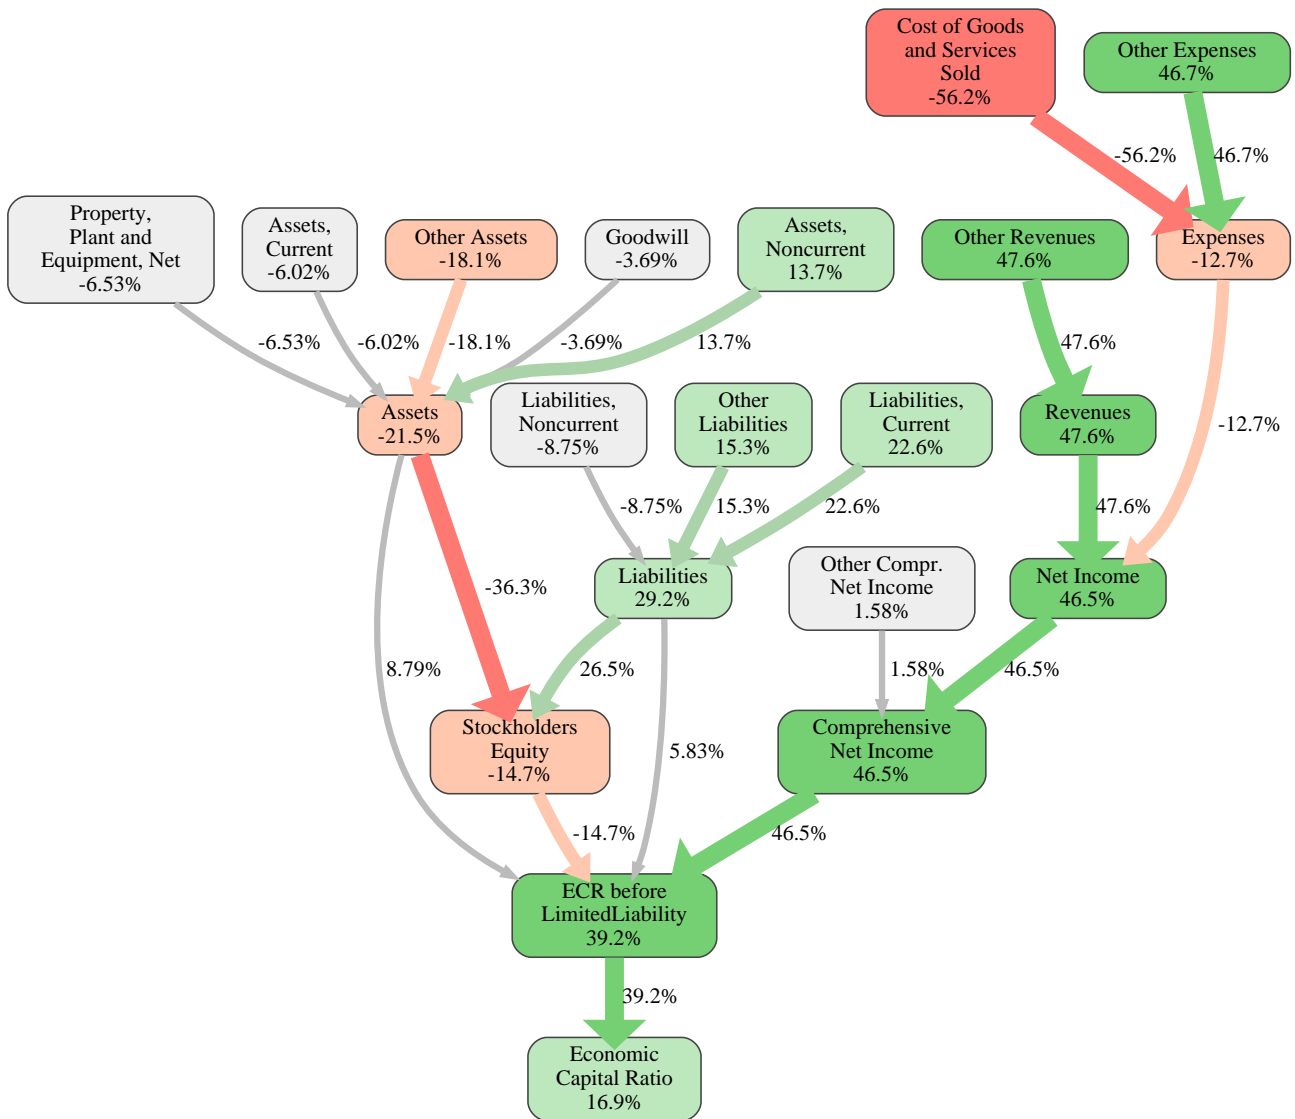 Cost of Goods
and Services
Sold
-56.2%
Other Expenses
46.7%
-56.2%
46.7%
Property,
Plant and
Equipment, Net
-6.53%
Assets,
Current
-6.02%
Other Assets
-18.1%
Goodwill
-3.69%
Assets,
Noncurrent
13.7%
Other Revenues
47.6%
Expenses
-12.7%
-6.53%
-6.02%
-18.1%
-3.69%
13.7%
47.6%
-12.7%
Assets
-21.5%
Liabilities,
Noncurrent
-8.75%
Other
Liabilities
15.3%
Liabilities,
Current
22.6%
Revenues
47.6%
-8.75%
15.3%
22.6%
47.6%
-36.3%
Liabilities
29.2%
Other Compr.
Net Income
1.58%
Net Income
46.5%
8.79%
26.5%
1.58%
46.5%
Stockholders
Equity
-14.7%
5.83%
Comprehensive
Net Income
46.5%
-14.7%
46.5%
ECR before
LimitedLiability
39.2%
39.2%
Economic
Capital Ratio
16.9%